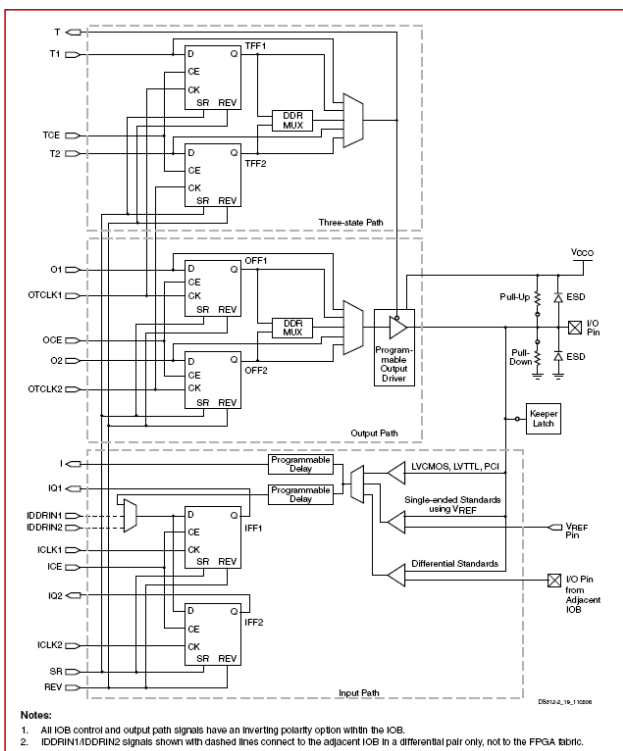 T
T1
D
Q
TFF1
CE
CK
SR REV
DDR
MUX
TCE
T2
D
Q
TFF2
CE
CK
SR REV
Three-state Path
O1
D
Q
OFF1
OTCLK1
CE
CK
SR REV
DDR
MUX
OCE
O2
D
Q
OFF2
OTCLK2
CE
CK
SR REV
Output Path
Program-
mable
Output
Driver
VCCO
Pull-Up
ESD
I/O
Pin
Pull-
Down
ESD
Keeper
Latch
I
Programmable
Delay
LVCMOS, LVTTL, PCI
IQ1
Programmable
Delay
Single-ended Standards
using VREF
IDDRIN1
IDDRIN2
D
Q
IFF1
VREF
Pin
ICLK1
CE
CK
SR REV
ICE
Differential Standards
I/O Pin
from
Adjacent
IOB
IQ2
D
Q
IFF2
CE
ICLK2
CK
SR REV
SR
REV
Input Path
Notes:
1. All IOB control and output path signals have an inverting polarity option within the IOB.
2. IDDRIN1/IDDRIN2 signals shown with dashed lines connect to the adjacent IOB in a differential pair only, not to the FPGA fabric.